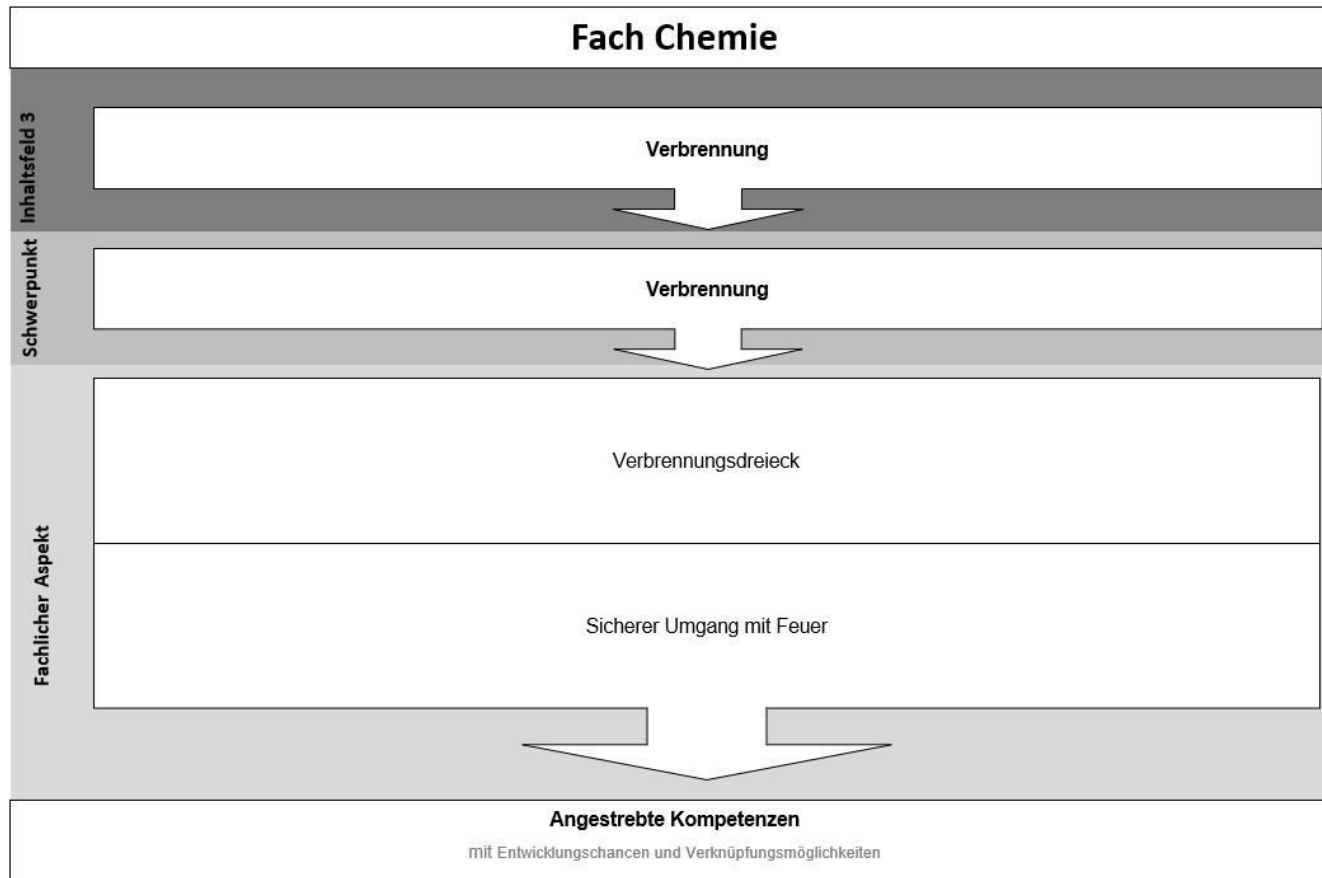 Fach Chemie
Inhaltsfeld 3
Verbrennung
Schwerpunkt
Verbrennung
Fachlicher Aspekt
Verbrennungsdreieck
Sicherer Umgang mit Feuer
Angestrebte Kompetenzen
mit Entwicklungschancen und Verknüpfungsmöglichkeiten